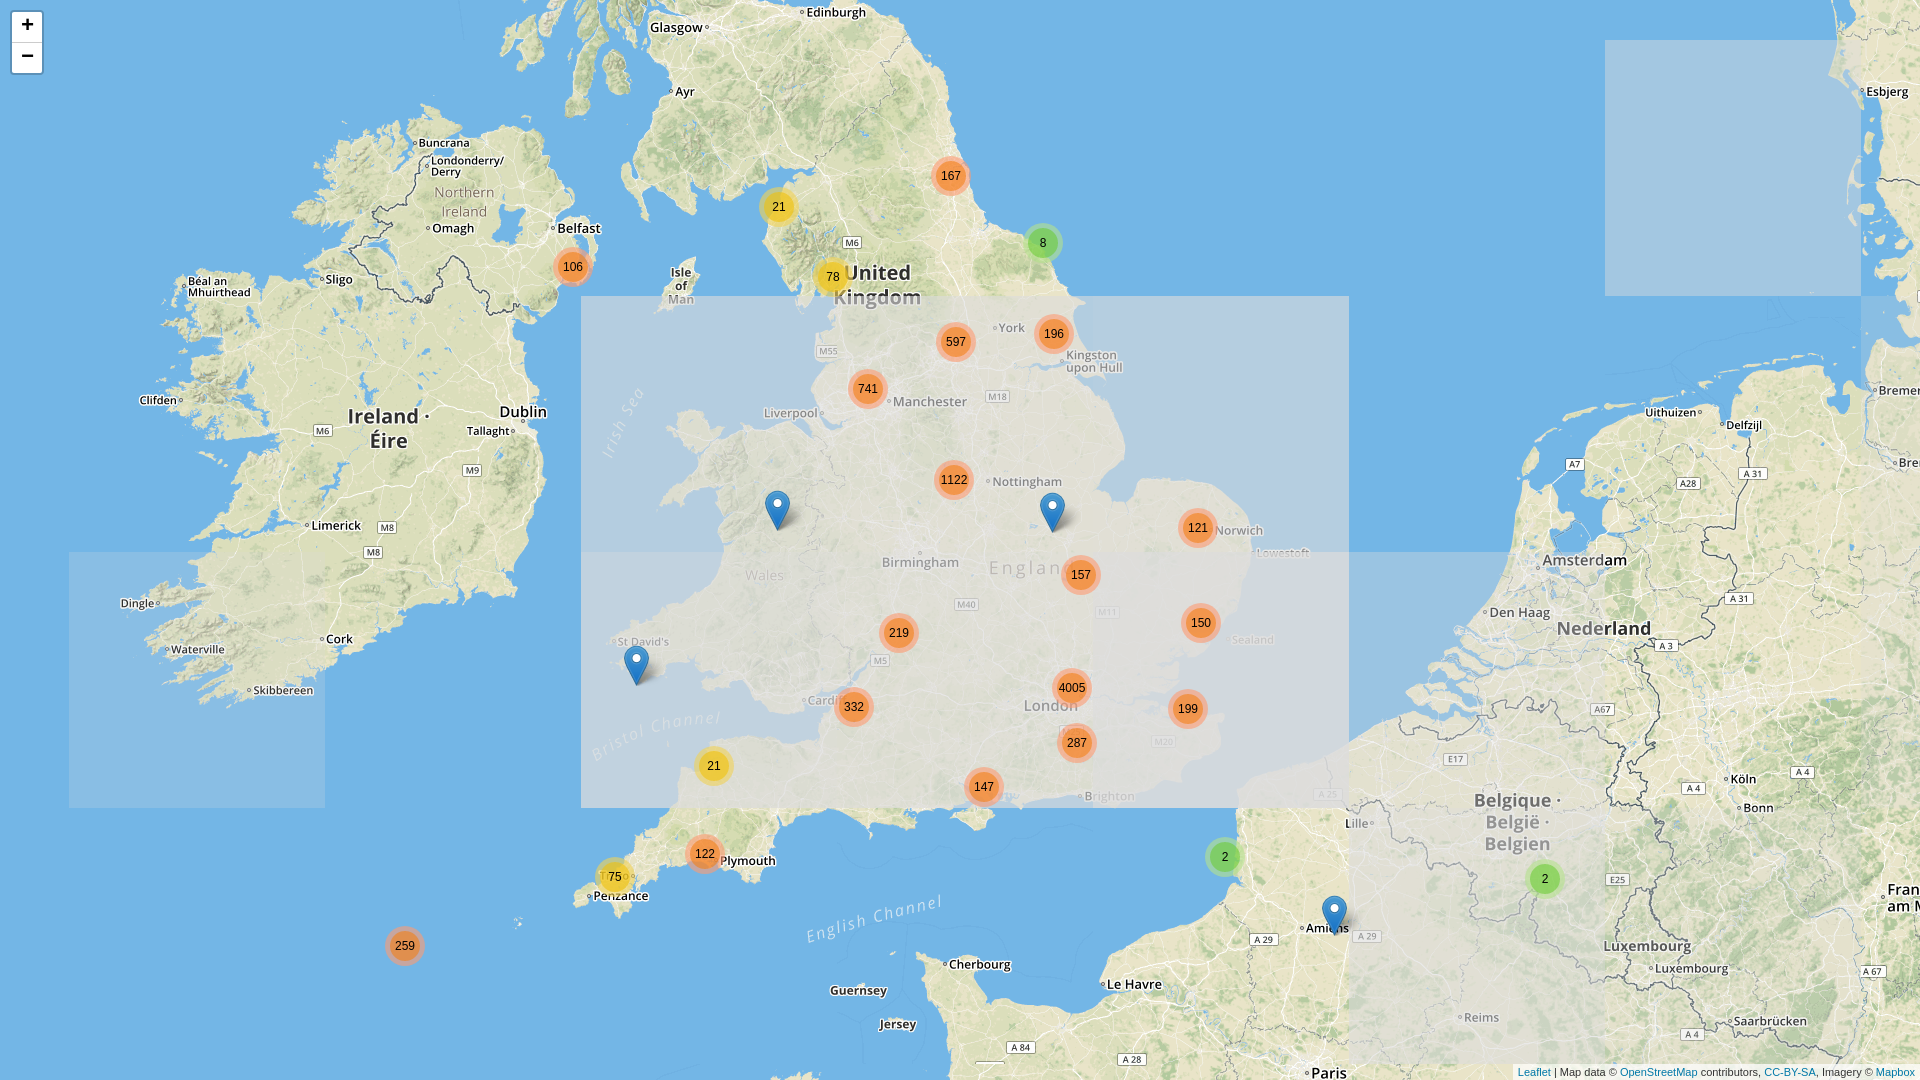 +
−
Edinburgh
Glasgow
Ayr
Esbjerg
Buncrana
Londonderry/
Derry
Northern
Ireland
Omagh
Belfast
167
21
8
M6
106
78
United
Kingdom
Isle
of
Man
Sligo
Béal an
Mhuirthead
York
196
597
M55
Kingston
upon Hull
741
Manchester
M18
Liverpool
Irish Sea
Clifden
Ireland ·
Éire
Dublin
Tallaght
M6
M9
Uithuizen
Delfzijl
A7
A 31
A28
1122
Nottingham
Limerick
M8
M8
121
Norwich
Lowestoft
Birmingham
157
Wales
M40
M11
Amsterdam
A 31
Den Haag
Nederland
A 3
Dingle
Cork
Waterville
Skibbereen
219
150
Sealand
St David's
M5
4005
London
199
332
287
M20
Bristol Channel
A67
E17
21
147
Brighton
A 25
Köln
A 4
A 4
Bonn
Belgique ·
België ·
Belgien
Lille
122
Plymouth
75
Penzance
2
2
E25
English Channel
259
Amiens
A 29
A 29
Luxembourg
Luxembourg
A 67
Cherbourg
Le Havre
Guernsey
Jersey
Reims
Saarbrücken
A 4
A 84
A 28
Paris
Leaflet | Map data © OpenStreetMap contributors, CC-BY-SA, Imagery © Mapbox